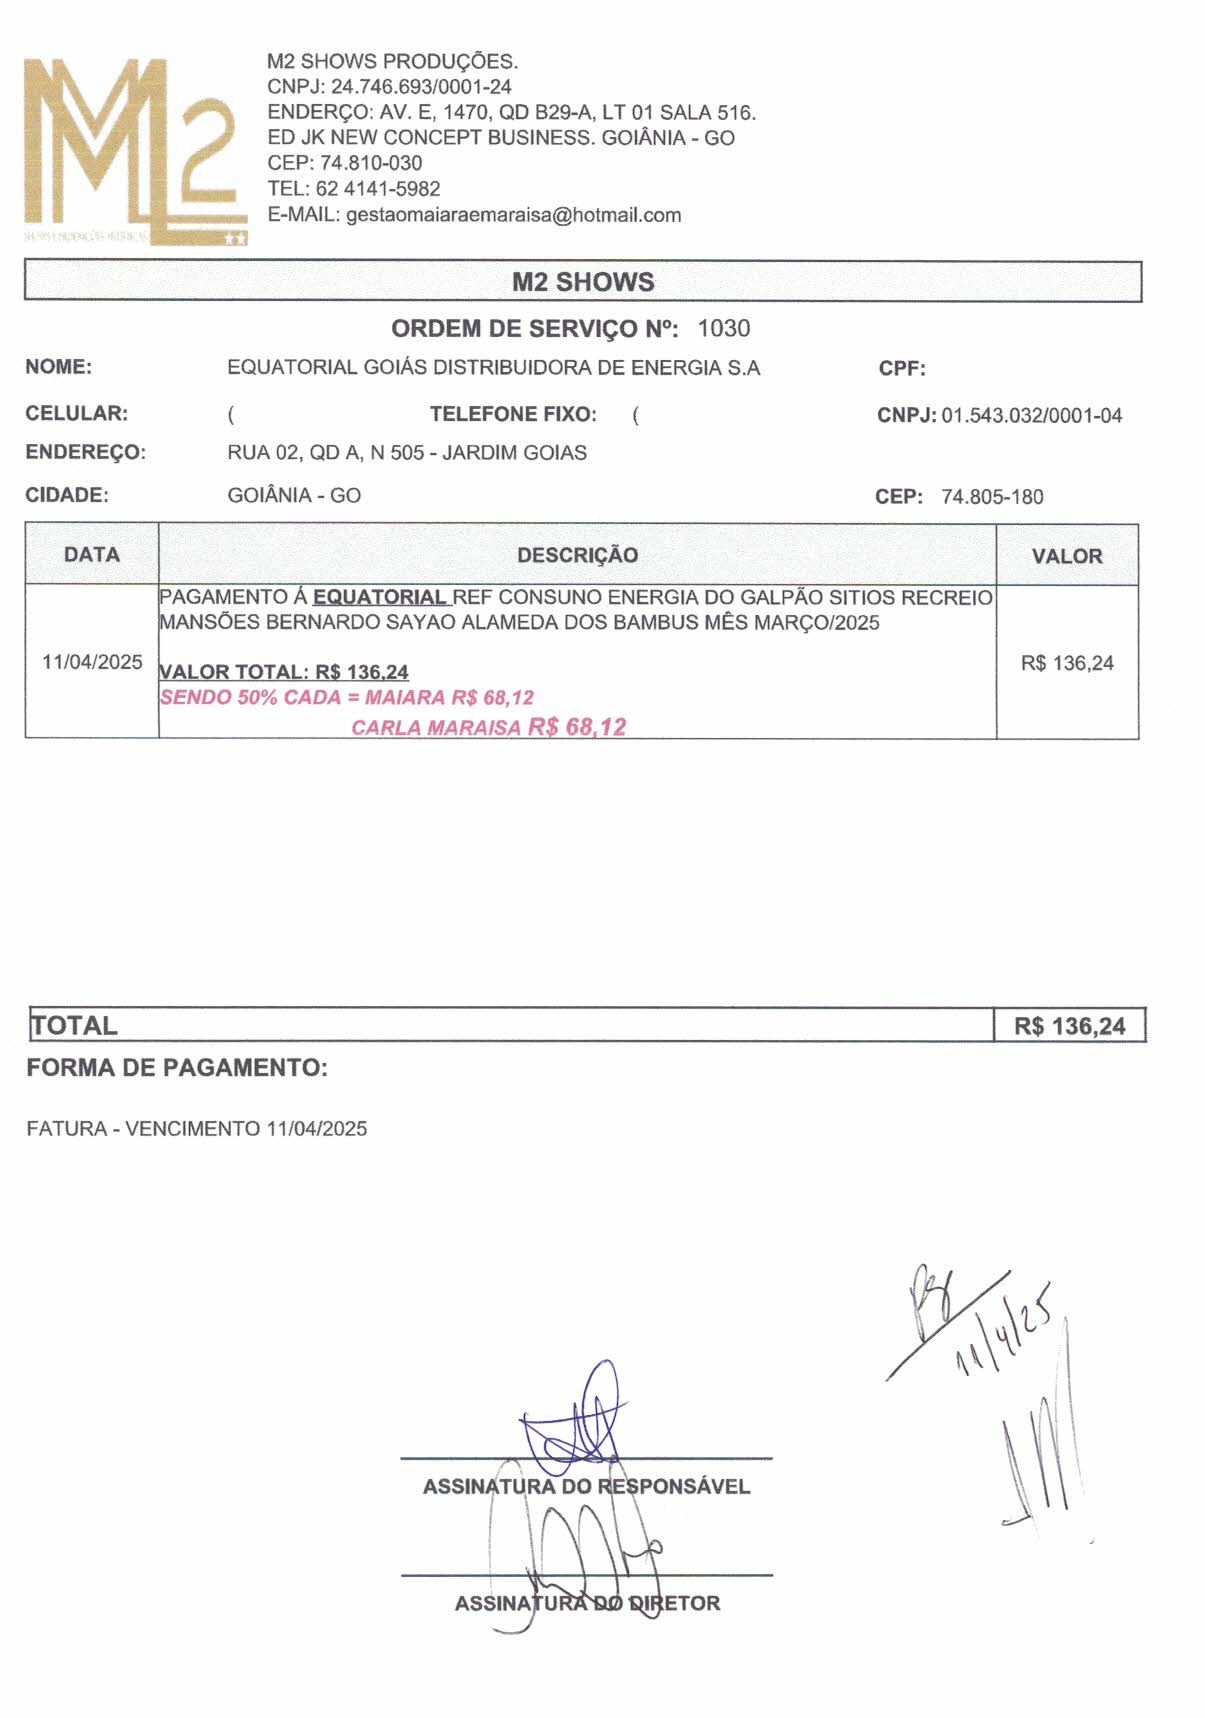 M2
M2 SHOWS PRODUÇÕES.
CNPJ: 24.746.693/0001-24
ENDERÇO: AV. E, 1470, QD B29-A, LT 01 SALA 516.
ED JK NEW CONCEPT BUSINESS. GOIÂNIA - GO
CEP: 74.810-030
TEL: 62 4141-5982
E-MAIL: gestaomaiaraemaraisa@hotmail.com
M2 SHOWS
ORDEM DE SERVIÇO Nº: 1030
NOME: EQUATORIAL GOIÁS DISTRIBUIDORA DE ENERGIA S.A CPF:
CELULAR: ( TELEFONE FIXO: ( CNPJ: 01.543.032/0001-04
ENDEREÇO: RUA 02, QD A, N 505 - JARDIM GOIAS
CIDADE: GOIÂNIA - GO CEP: 74.805-180
DATA DESCRIÇÃO VALOR
PAGAMENTO Á EQUATORIAL REF CONSUNO ENERGIA DO GALPÃO SITIOS RECREIO
MANSÕES BERNARDO SAYAO ALAMEDA DOS BAMBUS MÊS MARÇO/2025
11/04/2025 R$ 136,24
VALOR TOTAL: R$ 136,24
SENDO 50% CADA = MAIARA R$ 68,12
CARLA MARAISA R$ 68,12
TOTAL R$ 136,24
FORMA DE PAGAMENTO:
FATURA - VENCIMENTO 11/04/2025
11/4/25
ASSINATURA DO RESPONSÁVEL
ASSINATURA DO DIRETOR